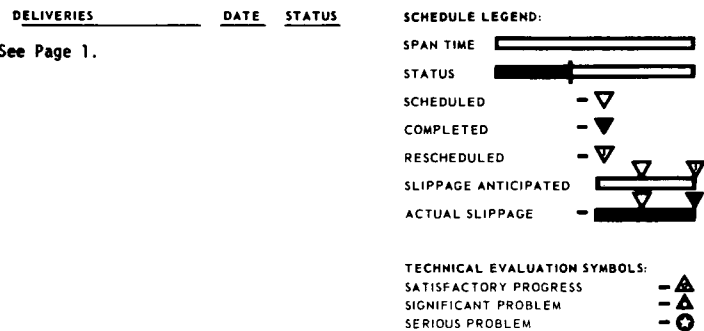 DELIVERIES DATE STATUS
See Page 1.
SCHEDULE LEGEND:
SPAN TIME
STATUS
SCHEDULED -
COMPLETED -
RESCHEDULED -
SLIPPAGE ANTICIPATED
ACTUAL SLIPPAGE -
TECHNICAL EVALUATION SYMBOLS:
SATISFACTORY PROGRESS -
SIGNIFICANT PROBLEM -
SERIOUS PROBLEM -